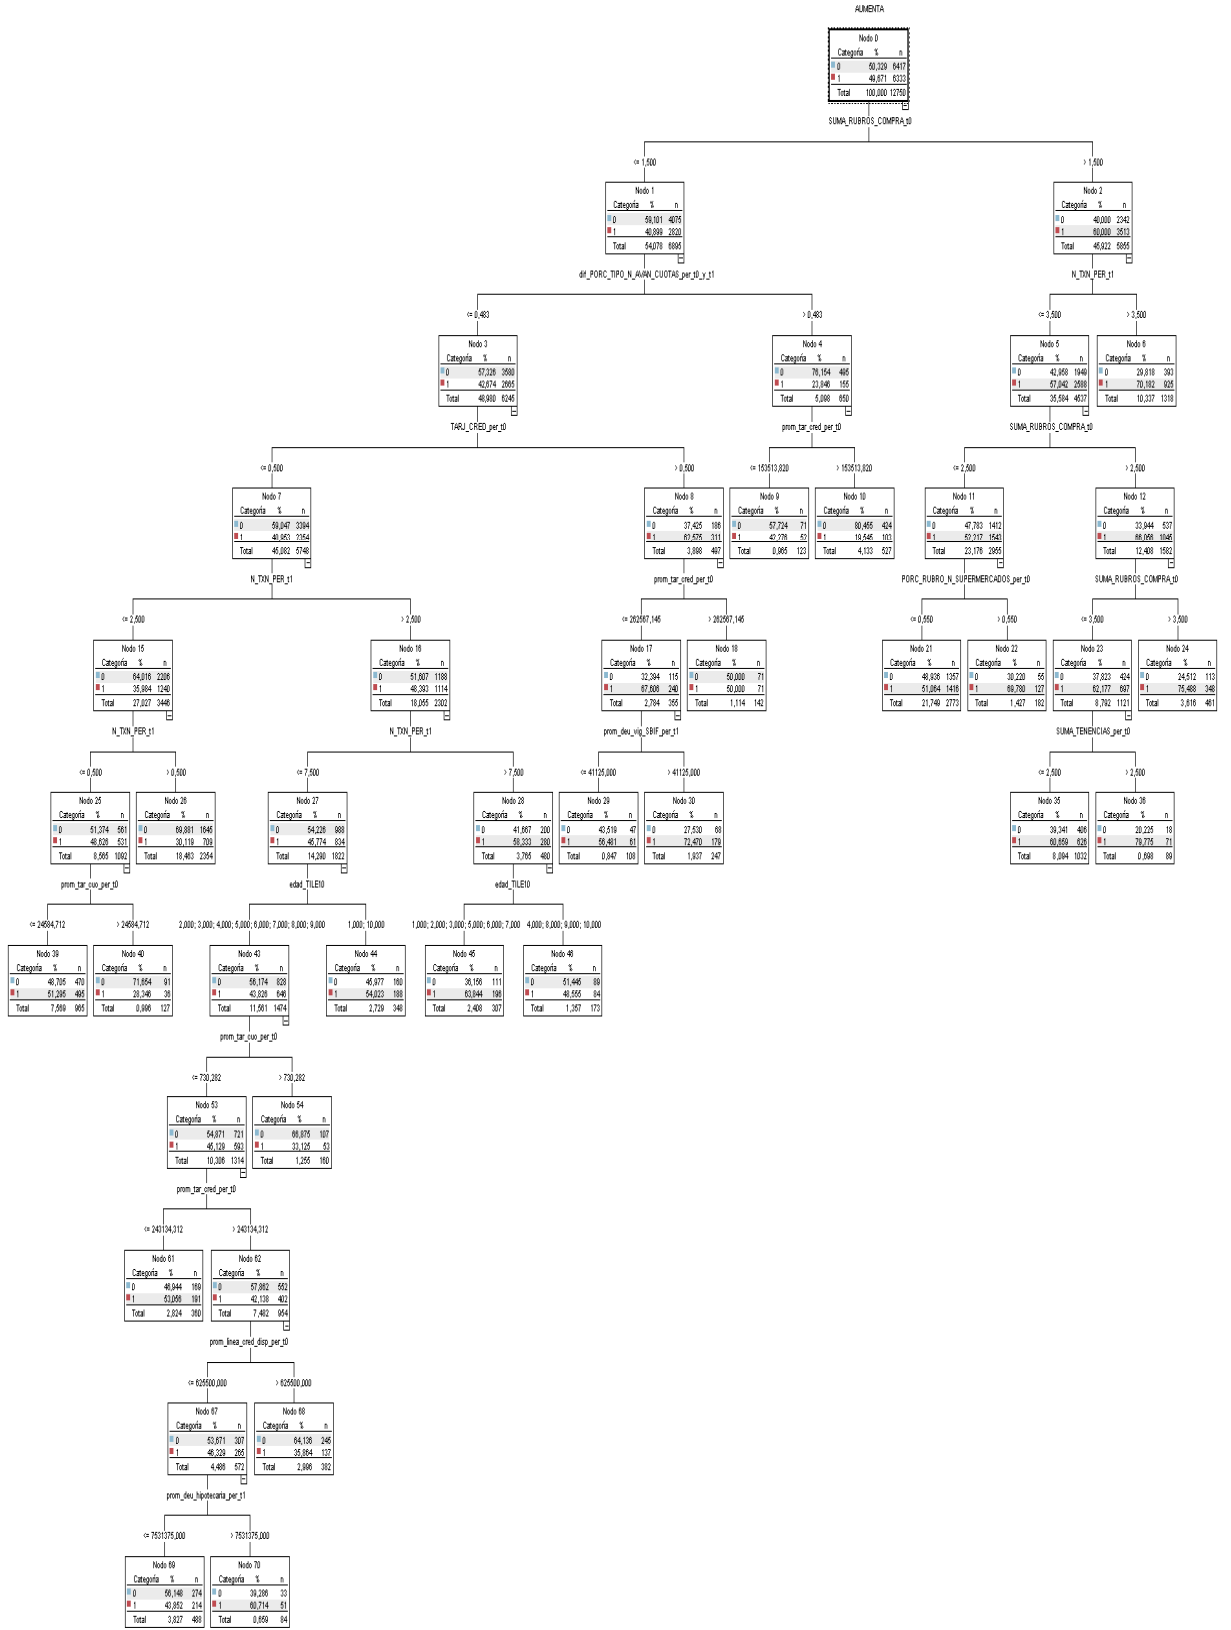 AUMENTA
Nodo 0
Categoría % n
0 50,329 6417
1 49,671 6333
Total 100,000 12750
SUMA_RUBROS_COMPRA_t0
<= 1,500
> 1,500
Nodo 1
Categoría % n
0 59,101 4075
1 40,899 2820
Total 54,078 6895
Nodo 2
Categoría % n
0 40,000 2342
1 60,000 3513
Total 45,922 5855
dif_PORC_TIPO_N_AVAN_CUOTAS_per_t0_y_t1
N_TXN_PER_t1
<= 0,483
> 0,483
<= 3,500
> 3,500
Nodo 3
Categoría % n
0 57,326 3580
1 42,674 2665
Total 48,980 6245
Nodo 4
Categoría % n
0 76,154 495
1 23,846 155
Total 5,098 650
Nodo 5
Categoría % n
0 42,958 1949
1 57,042 2588
Total 35,584 4537
Nodo 6
Categoría % n
0 29,818 393
1 70,182 925
Total 10,337 1318
TARJ_CRED_per_t0
prom_tar_cred_per_t0
SUMA_RUBROS_COMPRA_t0
<= 0,500
> 0,500
<= 153513,820
> 153513,820
<= 2,500
> 2,500
Nodo 7
Categoría % n
0 59,047 3394
1 40,953 2354
Total 45,082 5748
Nodo 8
Categoría % n
0 37,425 186
1 62,575 311
Total 3,898 497
Nodo 9
Categoría % n
0 57,724 71
1 42,276 52
Total 0,965 123
Nodo 10
Categoría % n
0 80,455 424
1 19,545 103
Total 4,133 527
Nodo 11
Categoría % n
0 47,783 1412
1 52,217 1543
Total 23,176 2955
Nodo 12
Categoría % n
0 33,944 537
1 66,056 1045
Total 12,408 1582
N_TXN_PER_t1
prom_tar_cred_per_t0
PORC_RUBRO_N_SUPERMERCADOS_per_t0
SUMA_RUBROS_COMPRA_t0
<= 2,500
> 2,500
<= 262567,145
> 262567,145
<= 0,550
> 0,550
<= 3,500
> 3,500
Nodo 15
Categoría % n
0 64,016 2206
1 35,984 1240
Total 27,027 3446
Nodo 16
Categoría % n
0 51,607 1188
1 48,393 1114
Total 18,055 2302
Nodo 17
Categoría % n
0 32,394 115
1 67,606 240
Total 2,784 355
Nodo 18
Categoría % n
0 50,000 71
1 50,000 71
Total 1,114 142
Nodo 21
Categoría % n
0 48,936 1357
1 51,064 1416
Total 21,749 2773
Nodo 22
Categoría % n
0 30,220 55
1 69,780 127
Total 1,427 182
Nodo 23
Categoría % n
0 37,823 424
1 62,177 697
Total 8,792 1121
Nodo 24
Categoría % n
0 24,512 113
1 75,488 348
Total 3,616 461
N_TXN_PER_t1
N_TXN_PER_t1
prom_deu_vig_SBIF_per_t1
SUMA_TENENCIAS_per_t0
<= 0,500
> 0,500
<= 7,500
> 7,500
<= 41125,000
> 41125,000
<= 2,500
> 2,500
Nodo 25
Categoría % n
0 51,374 561
1 48,626 531
Total 8,565 1092
Nodo 26
Categoría % n
0 69,881 1645
1 30,119 709
Total 18,463 2354
Nodo 27
Categoría % n
0 54,226 988
1 45,774 834
Total 14,290 1822
Nodo 28
Categoría % n
0 41,667 200
1 58,333 280
Total 3,765 480
Nodo 29
Categoría % n
0 43,519 47
1 56,481 61
Total 0,847 108
Nodo 30
Categoría % n
0 27,530 68
1 72,470 179
Total 1,937 247
Nodo 35
Categoría % n
0 39,341 406
1 60,659 626
Total 8,094 1032
Nodo 36
Categoría % n
0 20,225 18
1 79,775 71
Total 0,698 89
prom_tar_cuo_per_t0
edad_TILE10
edad_TILE10
<= 24584,712
> 24584,712
2,000; 3,000; 4,000; 5,000; 6,000; 7,000; 8,000; 9,000
1,000; 10,000
1,000; 2,000; 3,000; 5,000; 6,000; 7,000
4,000; 8,000; 9,000; 10,000
Nodo 39
Categoría % n
0 48,705 470
1 51,295 495
Total 7,569 965
Nodo 40
Categoría % n
0 71,654 91
1 28,346 36
Total 0,996 127
Nodo 43
Categoría % n
0 56,174 828
1 43,826 646
Total 11,561 1474
Nodo 44
Categoría % n
0 45,977 160
1 54,023 188
Total 2,729 348
Nodo 45
Categoría % n
0 36,156 111
1 63,844 196
Total 2,408 307
Nodo 46
Categoría % n
0 51,445 89
1 48,555 84
Total 1,357 173
prom_tar_cuo_per_t0
<= 730,282
> 730,282
Nodo 53
Categoría % n
0 54,871 721
1 45,129 593
Total 10,306 1314
Nodo 54
Categoría % n
0 66,875 107
1 33,125 53
Total 1,255 160
prom_tar_cred_per_t0
<= 243134,312
> 243134,312
Nodo 61
Categoría % n
0 46,944 169
1 53,056 191
Total 2,824 360
Nodo 62
Categoría % n
0 57,862 552
1 42,138 402
Total 7,482 954
prom_linea_cred_disp_per_t0
<= 625500,000
> 625500,000
Nodo 67
Categoría % n
0 53,671 307
1 46,329 265
Total 4,486 572
Nodo 68
Categoría % n
0 64,136 245
1 35,864 137
Total 2,996 382
prom_deu_hipotecaria_per_t1
<= 7531375,000
> 7531375,000
Nodo 69
Categoría % n
0 56,148 274
1 43,852 214
Total 3,827 488
Nodo 70
Categoría % n
0 39,286 33
1 60,714 51
Total 0,659 84